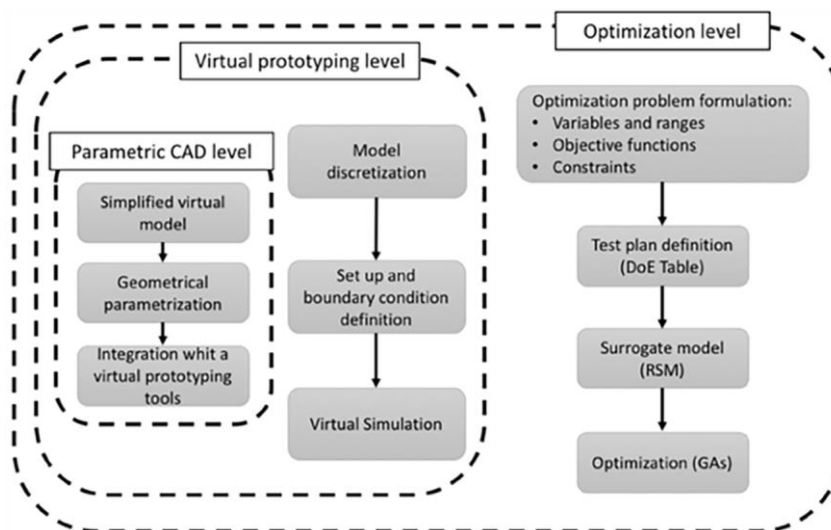 Optimization level
Virtual prototyping level
Parametric CAD level
Simplified virtual
model
Geometrical
parametrization
Integration whit a
virtual prototyping
tools
Model
discretization
Set up and
boundary condition
definition
Virtual Simulation
Optimization problem formulation:
• Variables and ranges
• Objective functions
• Constraints
Test plan definition
(DoE Table)
Surrogate model
(RSM)
Optimization (GAs)